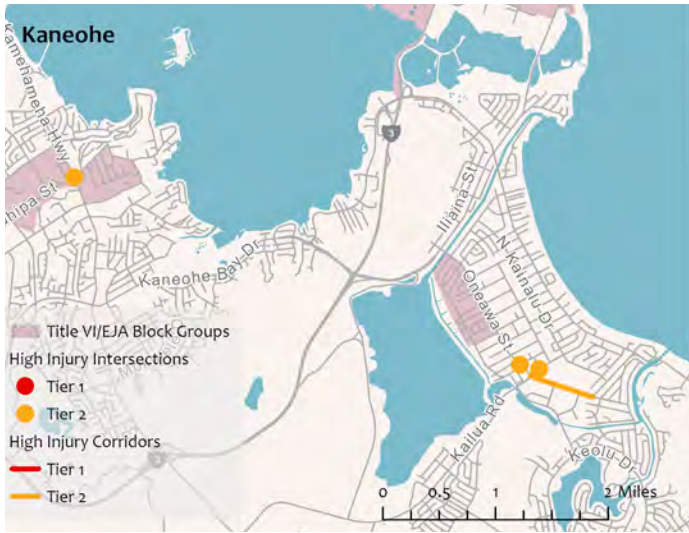 Kaneohe
Kamehameha Hwy
3
Iliaina St
hipa St
Kaneohe Bay Dr
N Kainalu Dr
Oneawa St
Title VI/EJA Block Groups
High Injury Intersections
Tier 1
Tier 2
High Injury Corridors
Tier 1
Tier 2
Kailua Rd
Keolu Dr
0 0.5 1 2 Miles